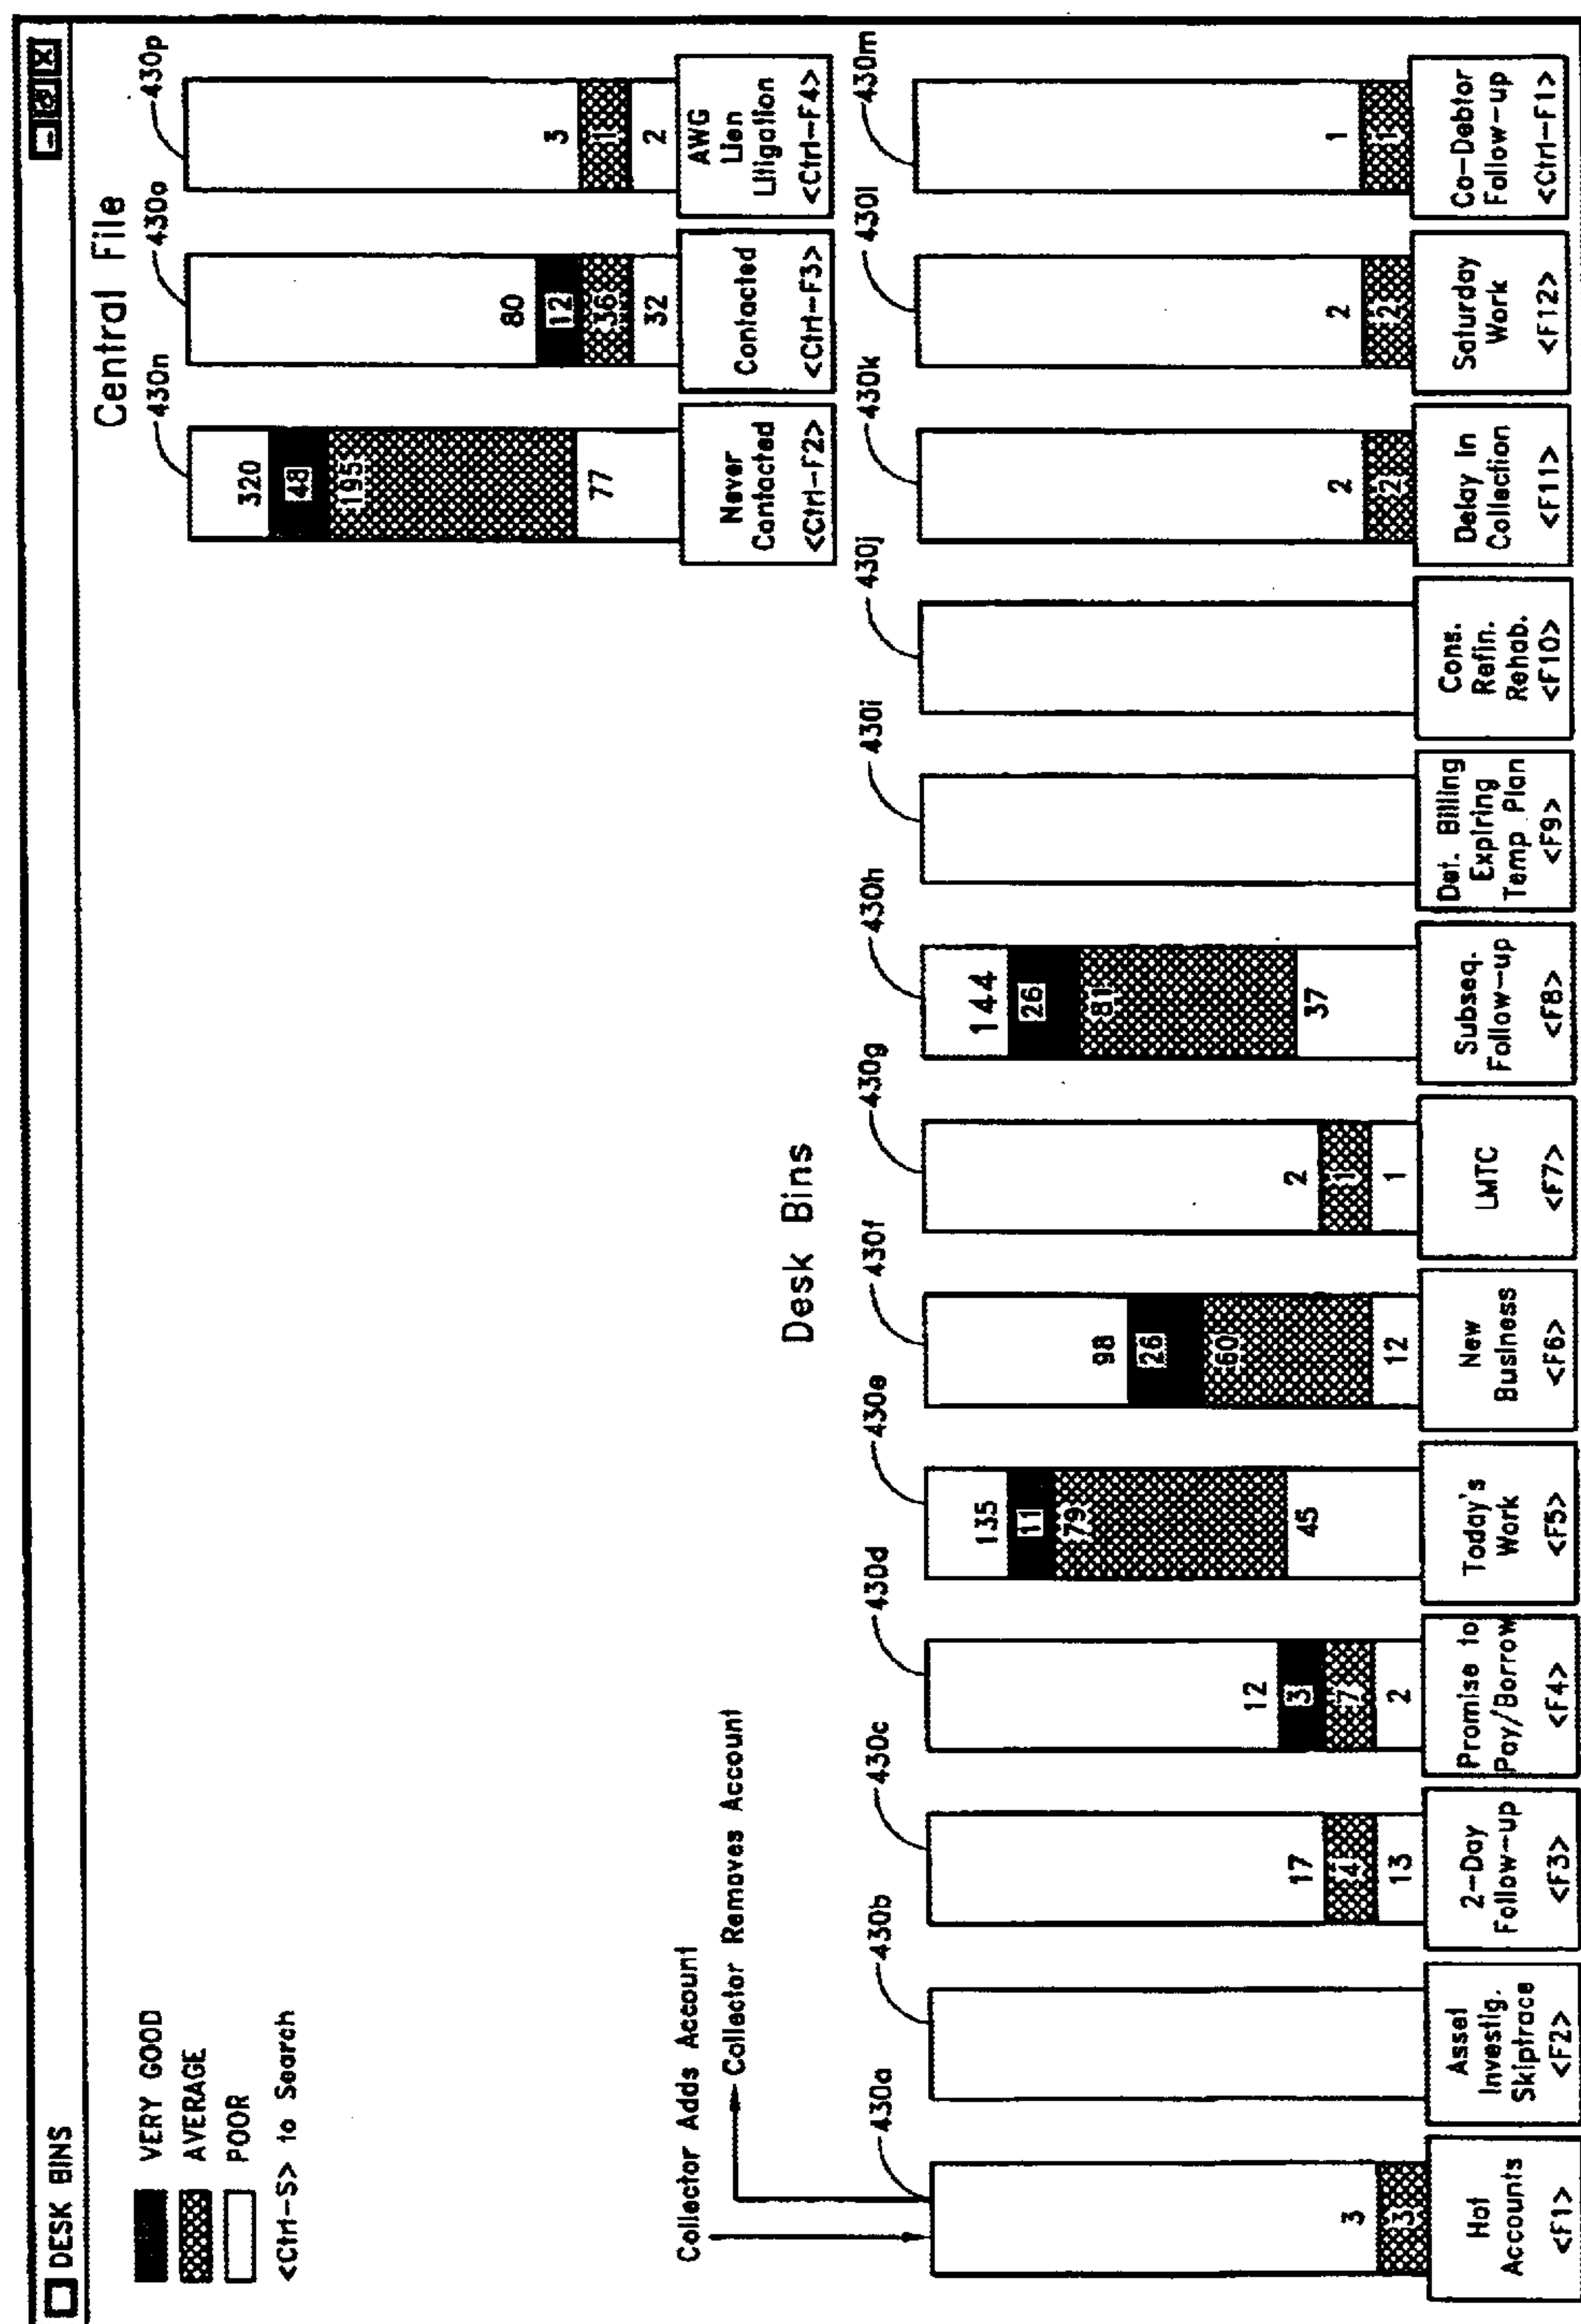 DESK BINS
VERY GOOD
AVERAGE
POOR
<Ctrl-S> to Search
Central File
430n
430o
430p
320
48
195
77
80
12
36
32
3
1
2
Never
Contacted
<Ctrl-F2>
Contacted
<Ctrl-F3>
AWG
Lien
Litigation
<Ctrl-F4>
Collector Adds Account
Collector Removes Account
Desk Bins
430a
430b
430c
430d
430e
430f
430g
430h
430i
430j
430k
430l
430m
3
3
17
4
13
12
3
7
2
135
11
79
45
98
26
60
12
2
1
1
144
26
81
37
2
2
2
2
1
1
Hot
Accounts
<F1>
Asset
Investig.
Skiptrace
<F2>
2-Day
Follow-up
<F3>
Promise to
Pay/Borrow
<F4>
Today's
Work
<F5>
New
Business
<F6>
LMTC
<F7>
Subseq.
Follow-up
<F8>
Det. Billing
Expiring
Temp Plan
<F9>
Cons.
Refin.
Rehab.
<F10>
Delay In
Collection
<F11>
Saturday
Work
<F12>
Co-Debtor
Follow-up
<Ctrl-F1>